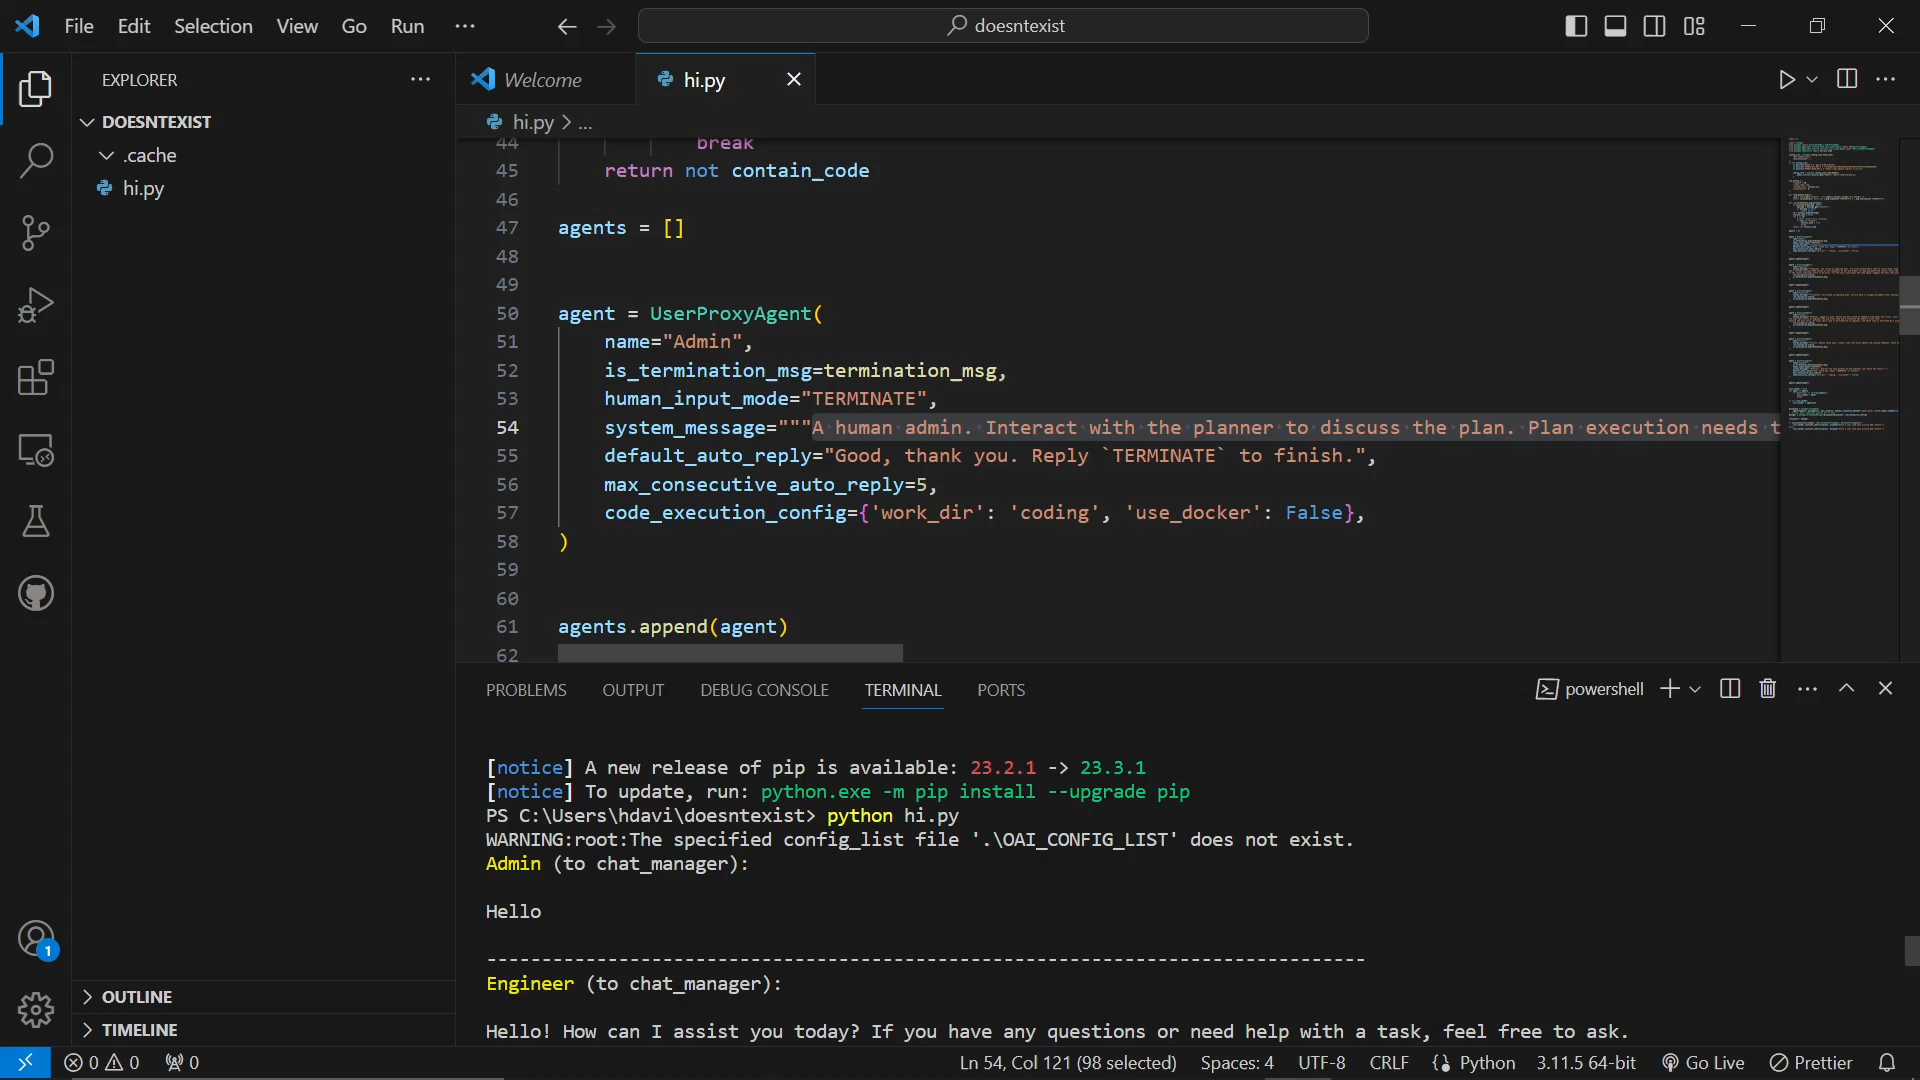 File Edit Selection View Go Run ···
doesntexist
EXPLORER
DOESNTEXIST
.cache
hi.py
OUTLINE
TIMELINE
Welcome
hi.py
hi.py > ...
44 break
45 return not contain_code
46
47 agents = []
48
49
50 agent = UserProxyAgent(
51 name="Admin",
52 is_termination_msg=termination_msg,
53 human_input_mode="TERMINATE",
54 system_message="""A human admin. Interact with the planner to discuss the plan. Plan execution needs t
55 default_auto_reply="Good, thank you. Reply `TERMINATE` to finish.",
56 max_consecutive_auto_reply=5,
57 code_execution_config={'work_dir': 'coding', 'use_docker': False},
58 )
59
60
61 agents.append(agent)
62
PROBLEMS OUTPUT DEBUG CONSOLE TERMINAL PORTS
powershell
[notice] A new release of pip is available: 23.2.1 -> 23.3.1
[notice] To update, run: python.exe -m pip install --upgrade pip
PS C:\Users\hdavi\doesntexist> python hi.py
WARNING:root:The specified config_list file '.\OAI_CONFIG_LIST' does not exist.
Admin (to chat_manager):
Hello
--------------------------------------------------------------------------------
Engineer (to chat_manager):
Hello! How can I assist you today? If you have any questions or need help with a task, feel free to ask.
1
0 0 0
Ln 54, Col 121 (98 selected) Spaces: 4 UTF-8 CRLF Python 3.11.5 64-bit Go Live Prettier